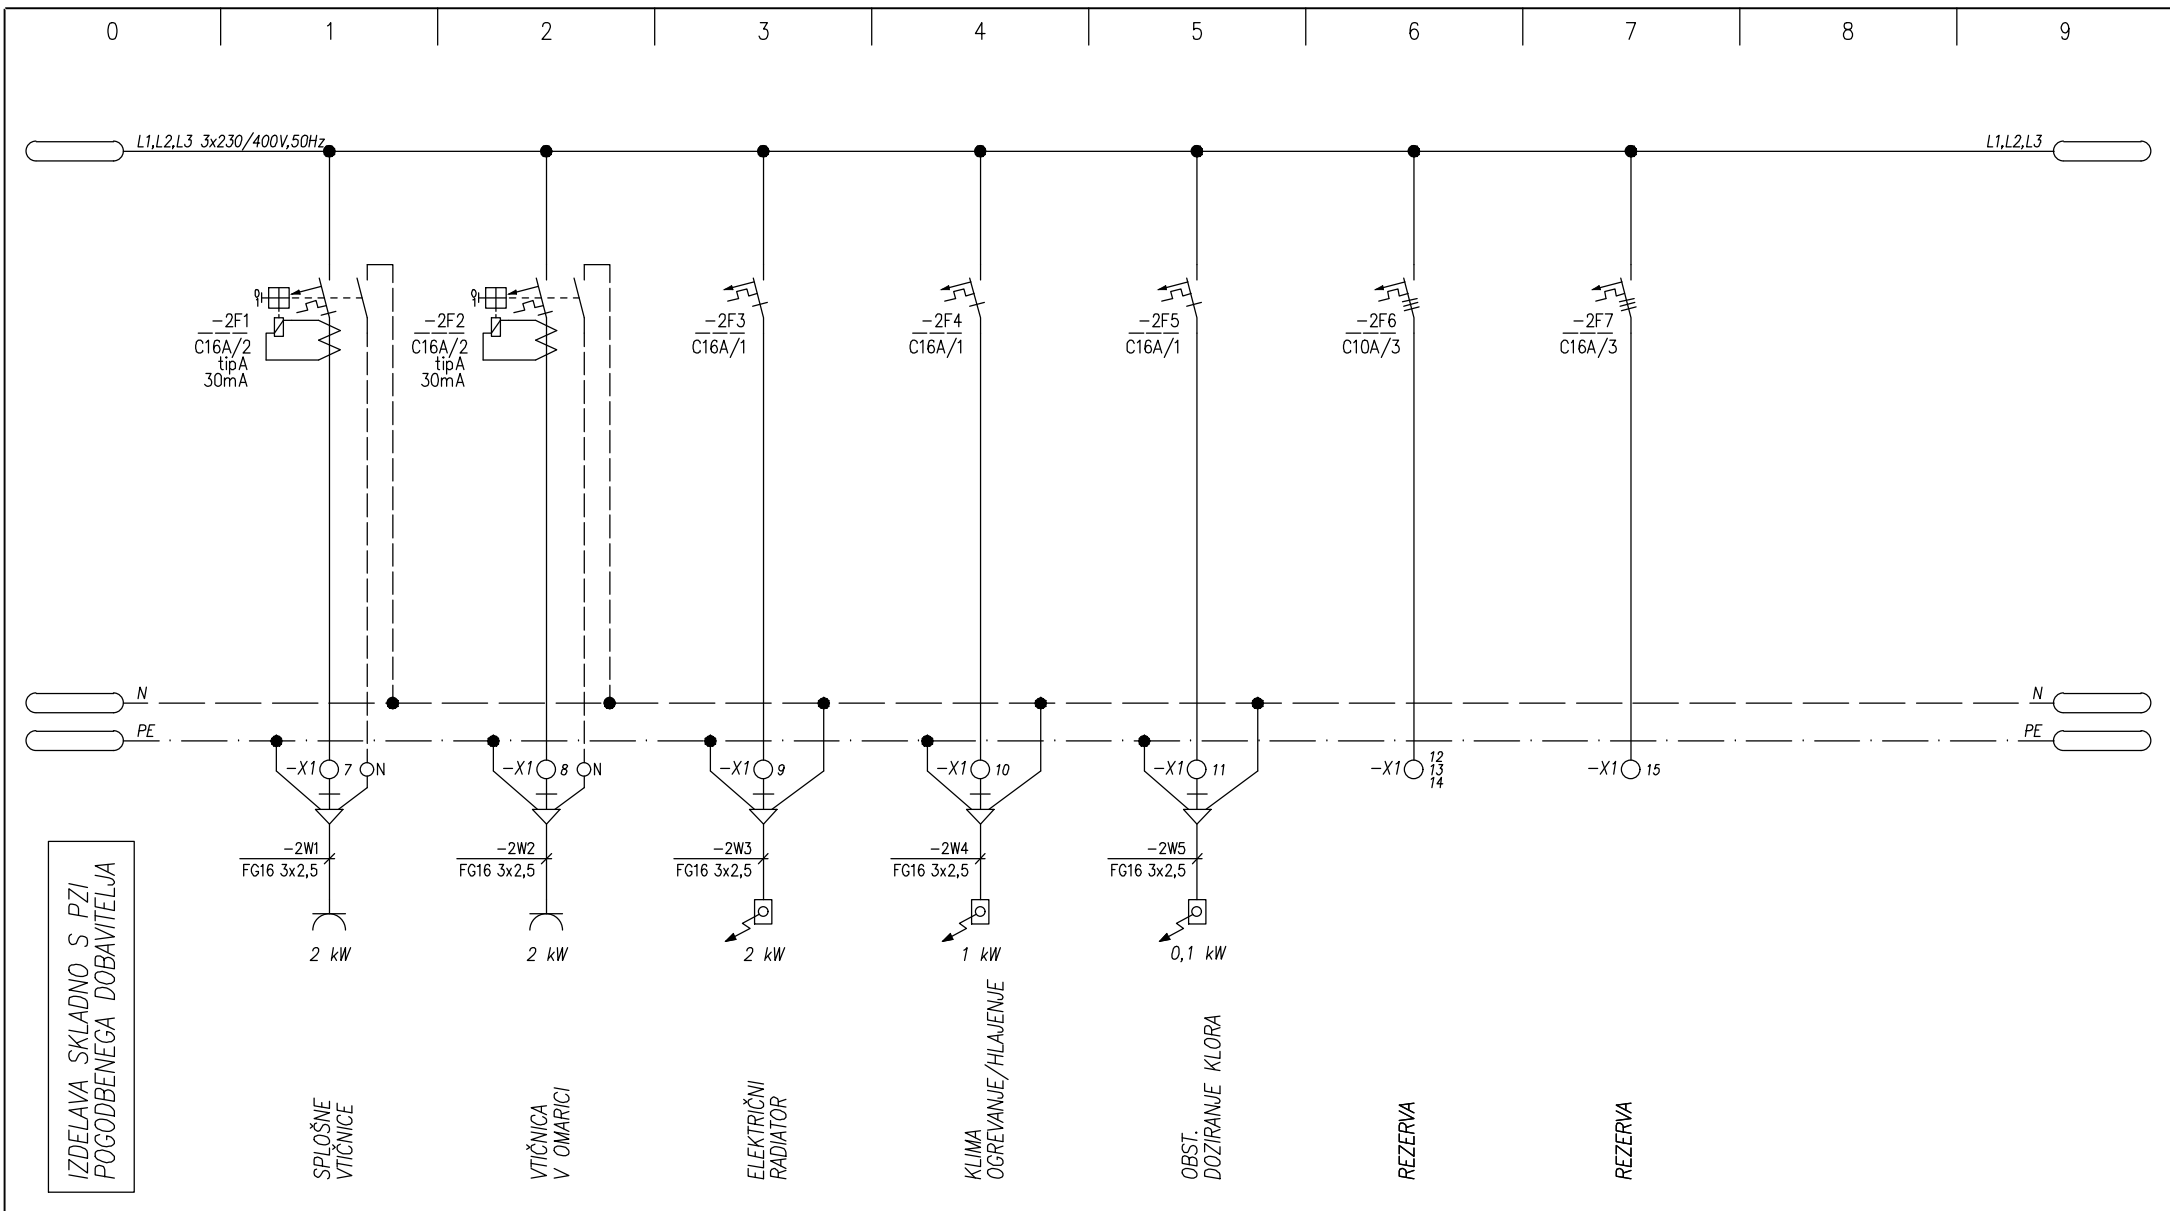 0 1 2 3 4 5 6 7 8 9
L1,L2,L3 3x230/400V,50Hz
L1,L2,L3
-2F1
C16A/2
tipA
30mA
-2F2
C16A/2
tipA
30mA
-2F3
C16A/1
-2F4
C16A/1
-2F5
C16A/1
-2F6
C10A/3
-2F7
C16A/3
N
N
PE
PE
-X1 7 N
-X1 8 N
-X1 9
-X1 10
-X1 11
-X1 12
13
14
-X1 15
-2W1
FG16 3x2,5
-2W2
FG16 3x2,5
-2W3
FG16 3x2,5
-2W4
FG16 3x2,5
-2W5
FG16 3x2,5
2 kW
2 kW
2 kW
1 kW
0,1 kW
IZDELAVA SKLADNO S PZI
POGODBENEGA DOBAVITELJA
SPLOŠNE
VTIČNICE
VTIČNICA
V OMARICI
ELEKTRIČNI
RADIATOR
KLIMA
OGREVANJE/HLAJENJE
OBST.
DOZIRANJE KLORA
REZERVA
REZERVA